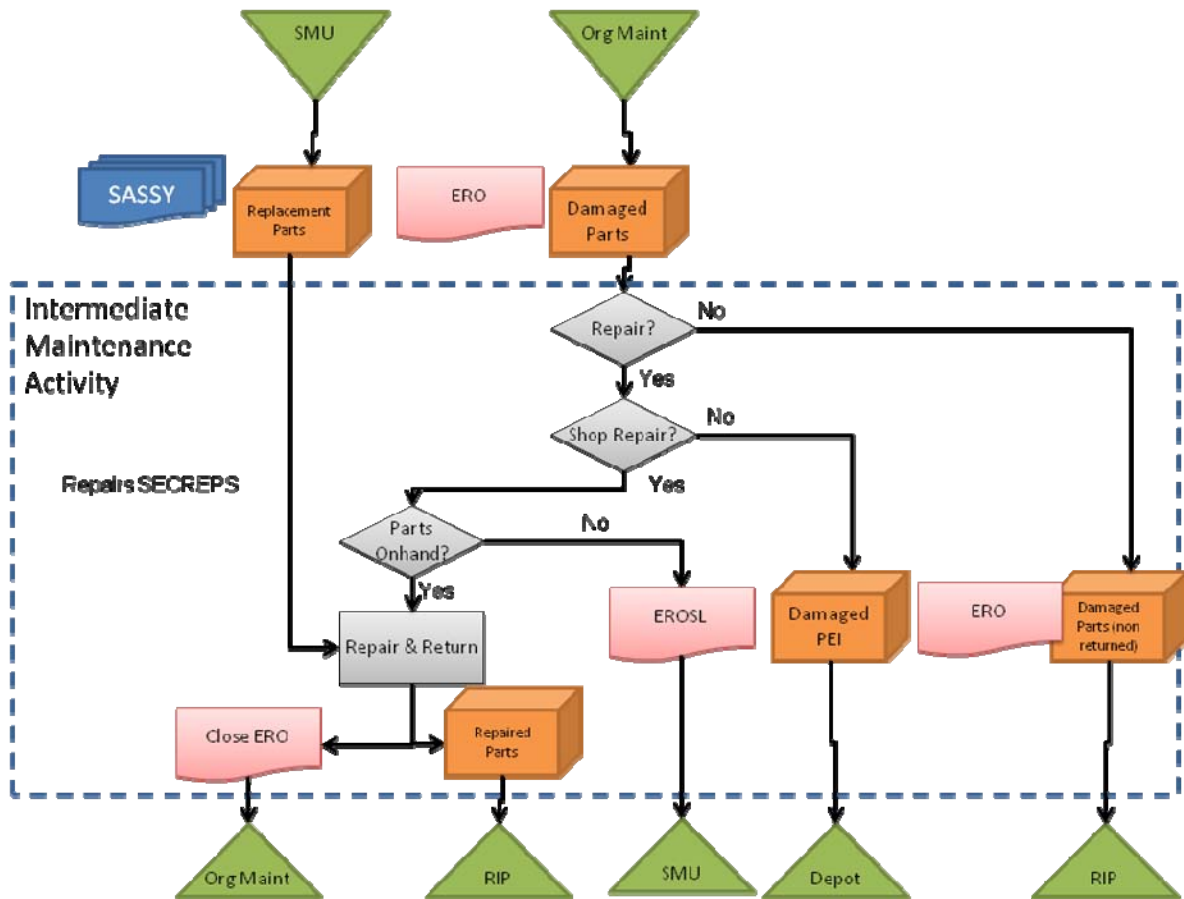 SMU
Org Maint
SASSY
Replacement
Parts
ERO
Damaged
Parts
Intermediate
Maintenance
Activity
Repair?
No
Yes
Shop Repair?
No
Yes
Repairs SECREPS
Parts
Onhand?
No
Yes
Repair & Return
EROSL
Damaged
PEI
ERO
Damaged
Parts (non
returned)
Close ERO
Repaired
Parts
Org Maint
RIP
SMU
Depot
RIP